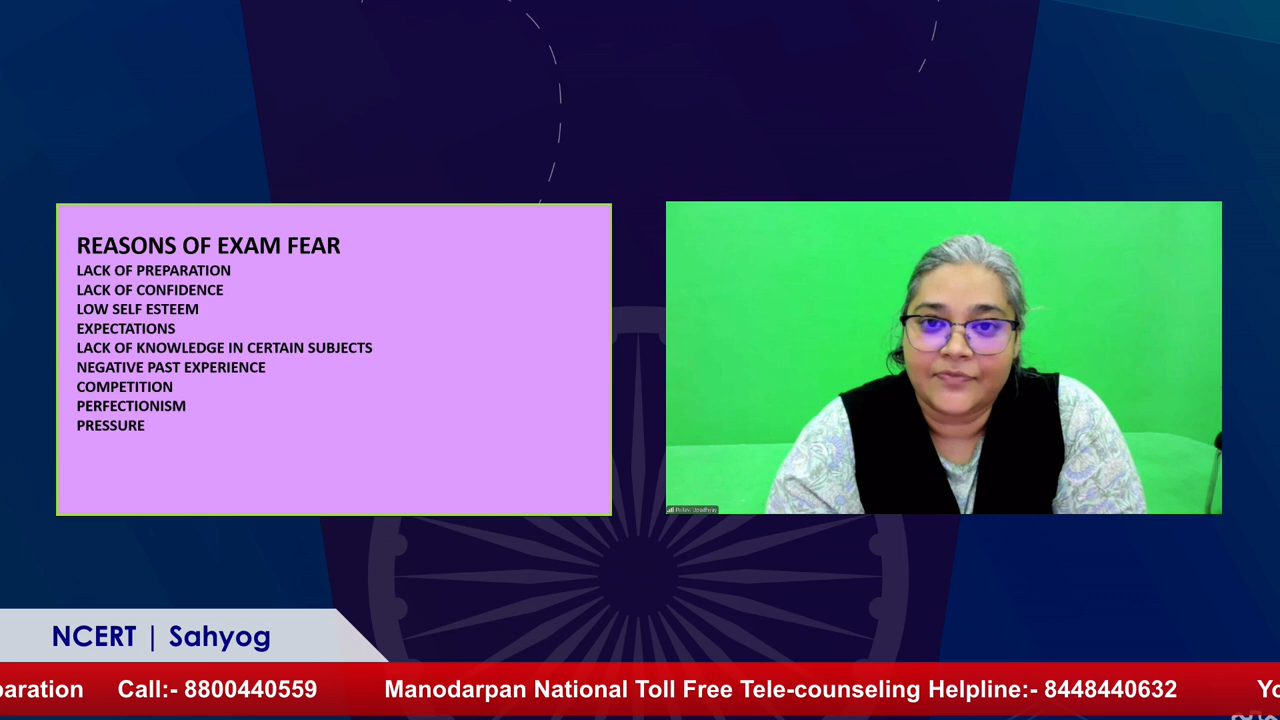 REASONS OF EXAM FEAR
LACK OF PREPARATION
LACK OF CONFIDENCE
LOW SELF ESTEEM
EXPECTATIONS
LACK OF KNOWLEDGE IN CERTAIN SUBJECTS
NEGATIVE PAST EXPERIENCE
COMPETITION
PERFECTIONISM
PRESSURE
NCERT | Sahyog
paration Call:- 8800440559 Manodarpan National Toll Free Tele-counseling Helpline:- 8448440632 Yo